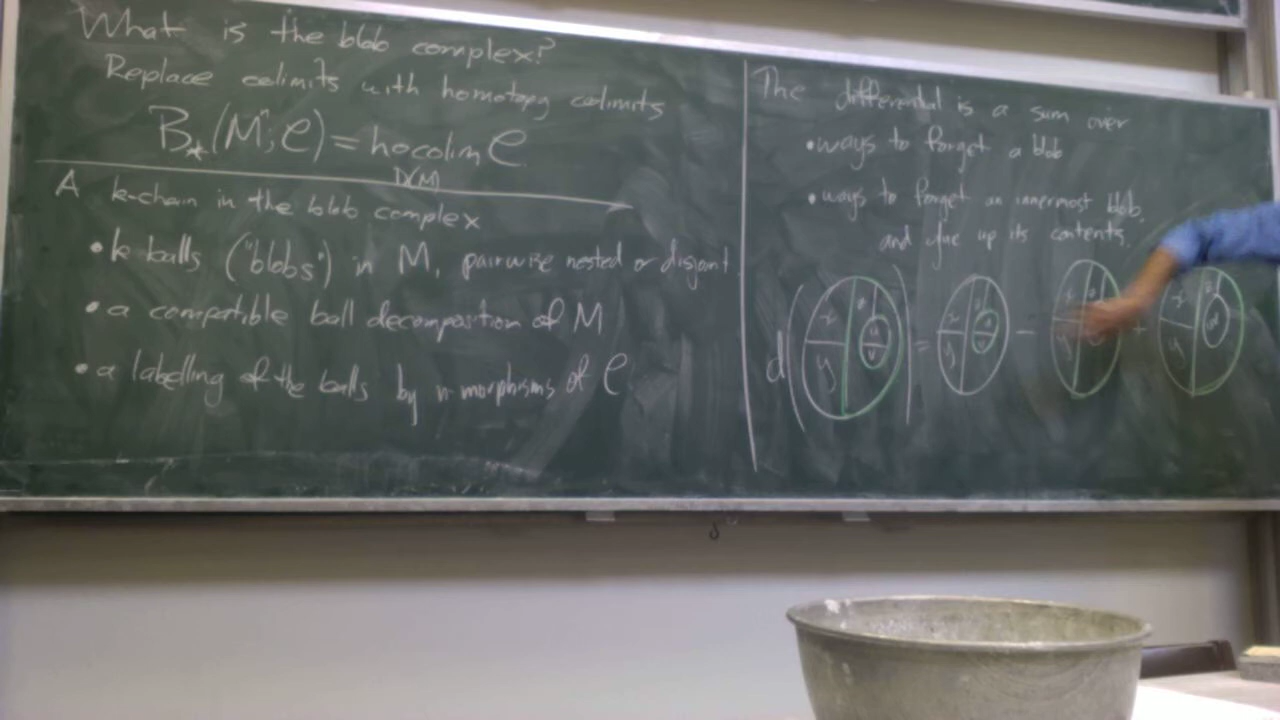 What is the blob complex?
Replace colimits with homotopy colimits
B_*(M^n; C) = hocolim C
D(M)
A k-chain in the blob complex
• k balls ("blobs") in M, pairwise nested or disjoint
• a compatible ball decomposition of M
• a labelling of the balls by n-morphisms of C
The differential is a sum over
• ways to forget a blob
• ways to forget an innermost blob,
and glue up its contents.
d( x y z u v ) = x y - x + x y